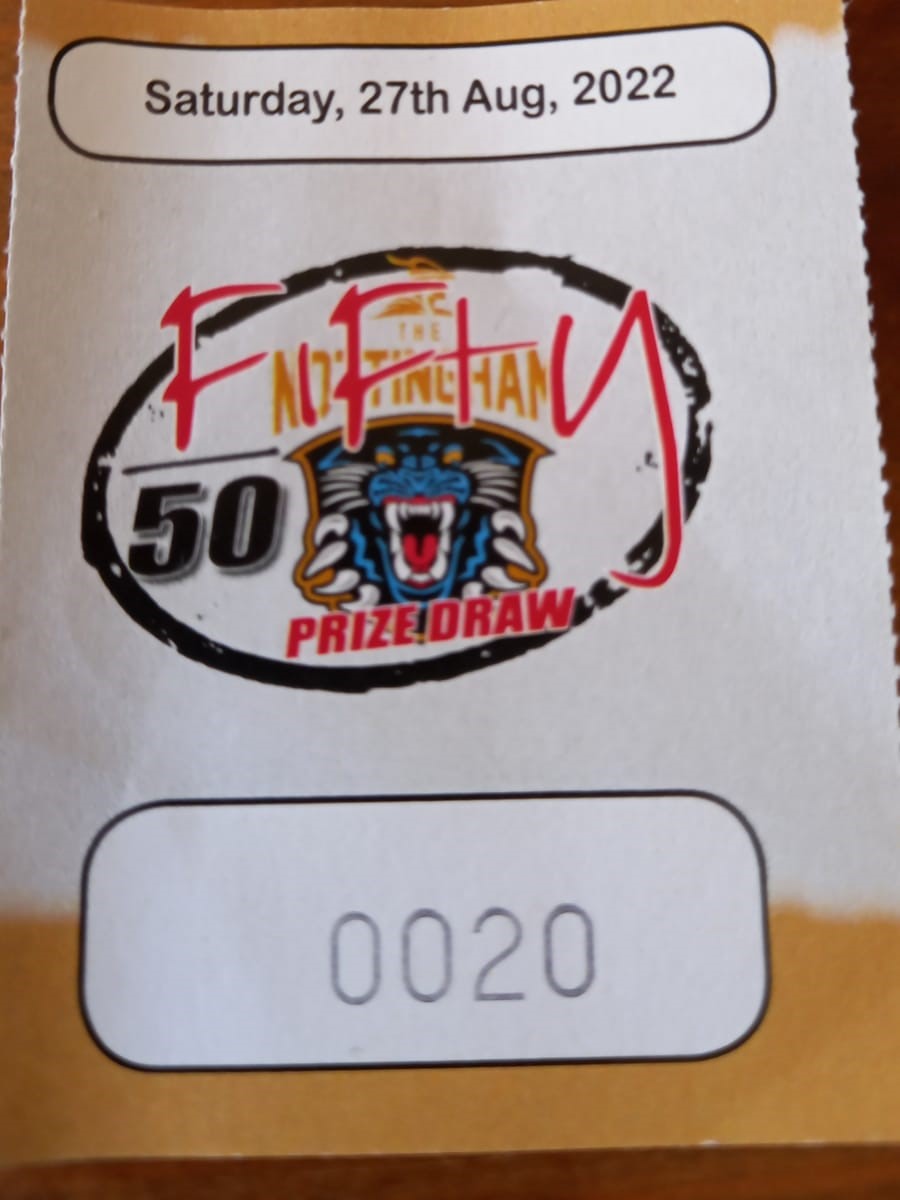 Saturday, 27th Aug, 2022
FiFty
THE
NOTTINGHAM
50
PRIZE DRAW
0020